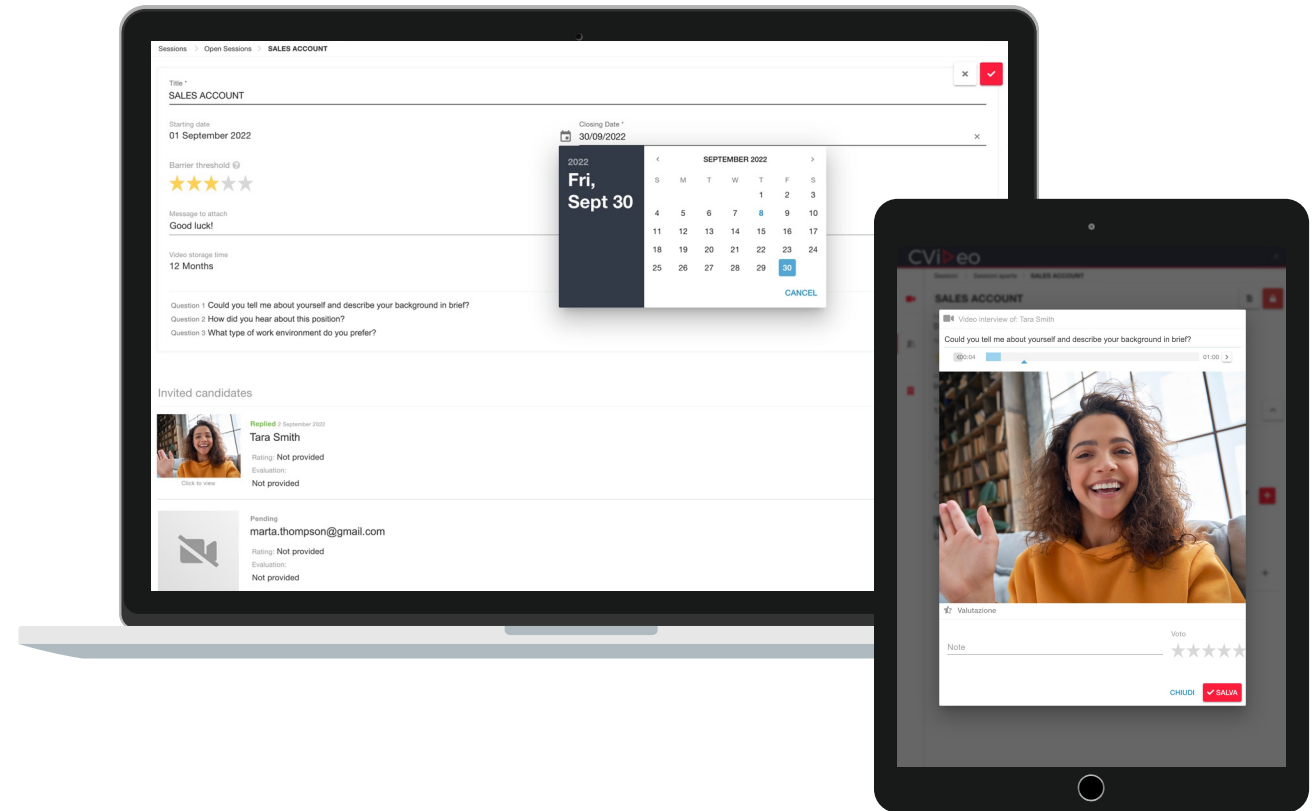 Sessions > Open Sessions > SALES ACCOUNT
Title *
SALES ACCOUNT
Starting date
01 September 2022
Closing Date *
30/09/2022
Barrier threshold
Message to attach
Good luck!
Video storage time
12 Months
2022
Fri,
Sept 30
SEPTEMBER 2022
S M T W T F S
1 2 3
4 5 6 7 8 9 10
11 12 13 14 15 16 17
18 19 20 21 22 23 24
25 26 27 28 29 30
CANCEL
Question 1 Could you tell me about yourself and describe your background in brief?
Question 2 How did you hear about this position?
Question 3 What type of work environment do you prefer?
Invited candidates
Replied 2 September 2022
Tara Smith
Rating: Not provided
Evaluation:
Not provided
Click to view
Pending
marta.thompson@gmail.com
Rating: Not provided
Evaluation:
Not provided
CVideo
Sessioni > Sessioni aperte > SALES ACCOUNT
SALES ACCOUNT
Video interview of: Tara Smith
Could you tell me about yourself and describe your background in brief?
00:04
01:00
Valutazione
Note
Voto
CHIUDI
SALVA